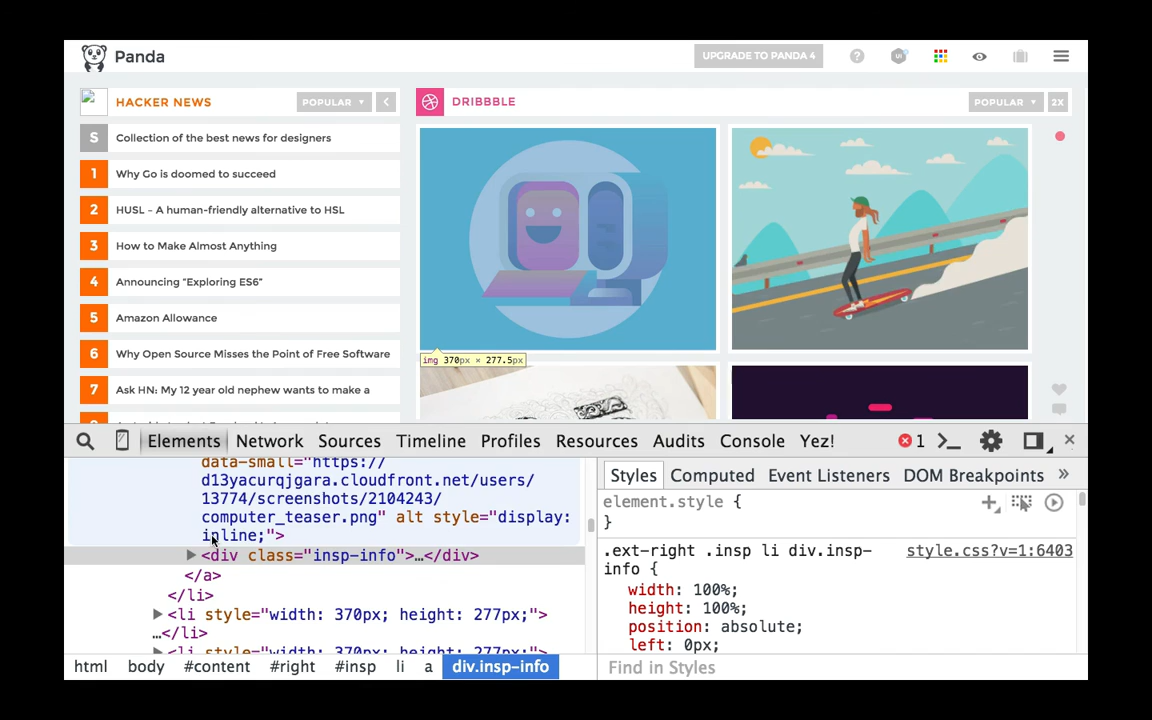 Panda
UPGRADE TO PANDA 4
?
HACKER NEWS
POPULAR
DRIBBBLE
POPULAR
2X
S Collection of the best news for designers
1 Why Go is doomed to succeed
2 HUSL - A human-friendly alternative to HSL
3 How to Make Almost Anything
4 Announcing "Exploring ES6"
5 Amazon Allowance
6 Why Open Source Misses the Point of Free Software
7 Ask HN: My 12 year old nephew wants to make a
img 370px × 277.5px
Elements Network Sources Timeline Profiles Resources Audits Console Yez! 1
data-small="https://
d13yacurqjgara.cloudfront.net/users/
13774/screenshots/2104243/
computer_teaser.png" alt style="display:
inline;">
<div class="insp-info">…</div>
</a>
</li>
<li style="width: 370px; height: 277px;">
…</li>
<li style="width: 370px; height: 277px;">
html body #content #right #insp li a div.insp-info
Styles Computed Event Listeners DOM Breakpoints »
element.style {
}
.ext-right .insp li div.insp-info { style.css?v=1:6403
width: 100%;
height: 100%;
position: absolute;
left: 0px;
Find in Styles